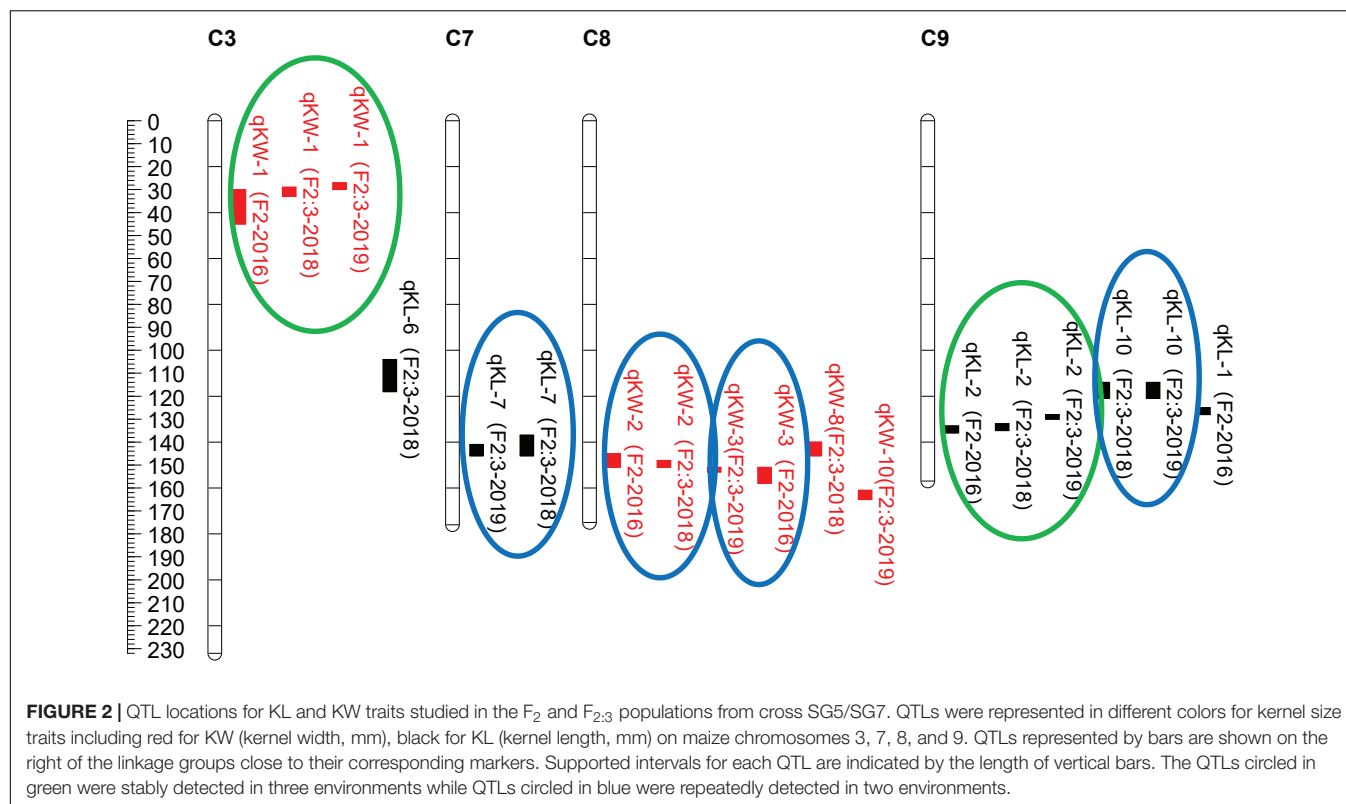 C3
C7
C8
C9
0
10
20
30
40
50
60
70
80
90
100
110
120
130
140
150
160
170
180
190
200
210
220
230
qKW-1 (F2-2016)
qKW-1 (F2:3-2018)
qKW-1 (F2:3-2019)
qKL-6 (F2:3-2018)
qKL-7 (F2:3-2019)
qKL-7 (F2:3-2018)
qKW-2 (F2-2016)
qKW-2 (F2:3-2018)
qKW-3(F2:3-2019)
qKW-3 (F2-2016)
qKW-8(F2:3-2018)
qKW-10(F2:3-2019)
qKL-2 (F2-2016)
qKL-2 (F2:3-2018)
qKL-2 (F2:3-2019)
qKL-10 (F2:3-2018)
qKL-10 (F2:3-2019)
qKL-1 (F2-2016)
FIGURE 2 | QTL locations for KL and KW traits studied in the F2 and F2:3 populations from cross SG5/SG7. QTLs were represented in different colors for kernel size
traits including red for KW (kernel width, mm), black for KL (kernel length, mm) on maize chromosomes 3, 7, 8, and 9. QTLs represented by bars are shown on the
right of the linkage groups close to their corresponding markers. Supported intervals for each QTL are indicated by the length of vertical bars. The QTLs circled in
green were stably detected in three environments while QTLs circled in blue were repeatedly detected in two environments.